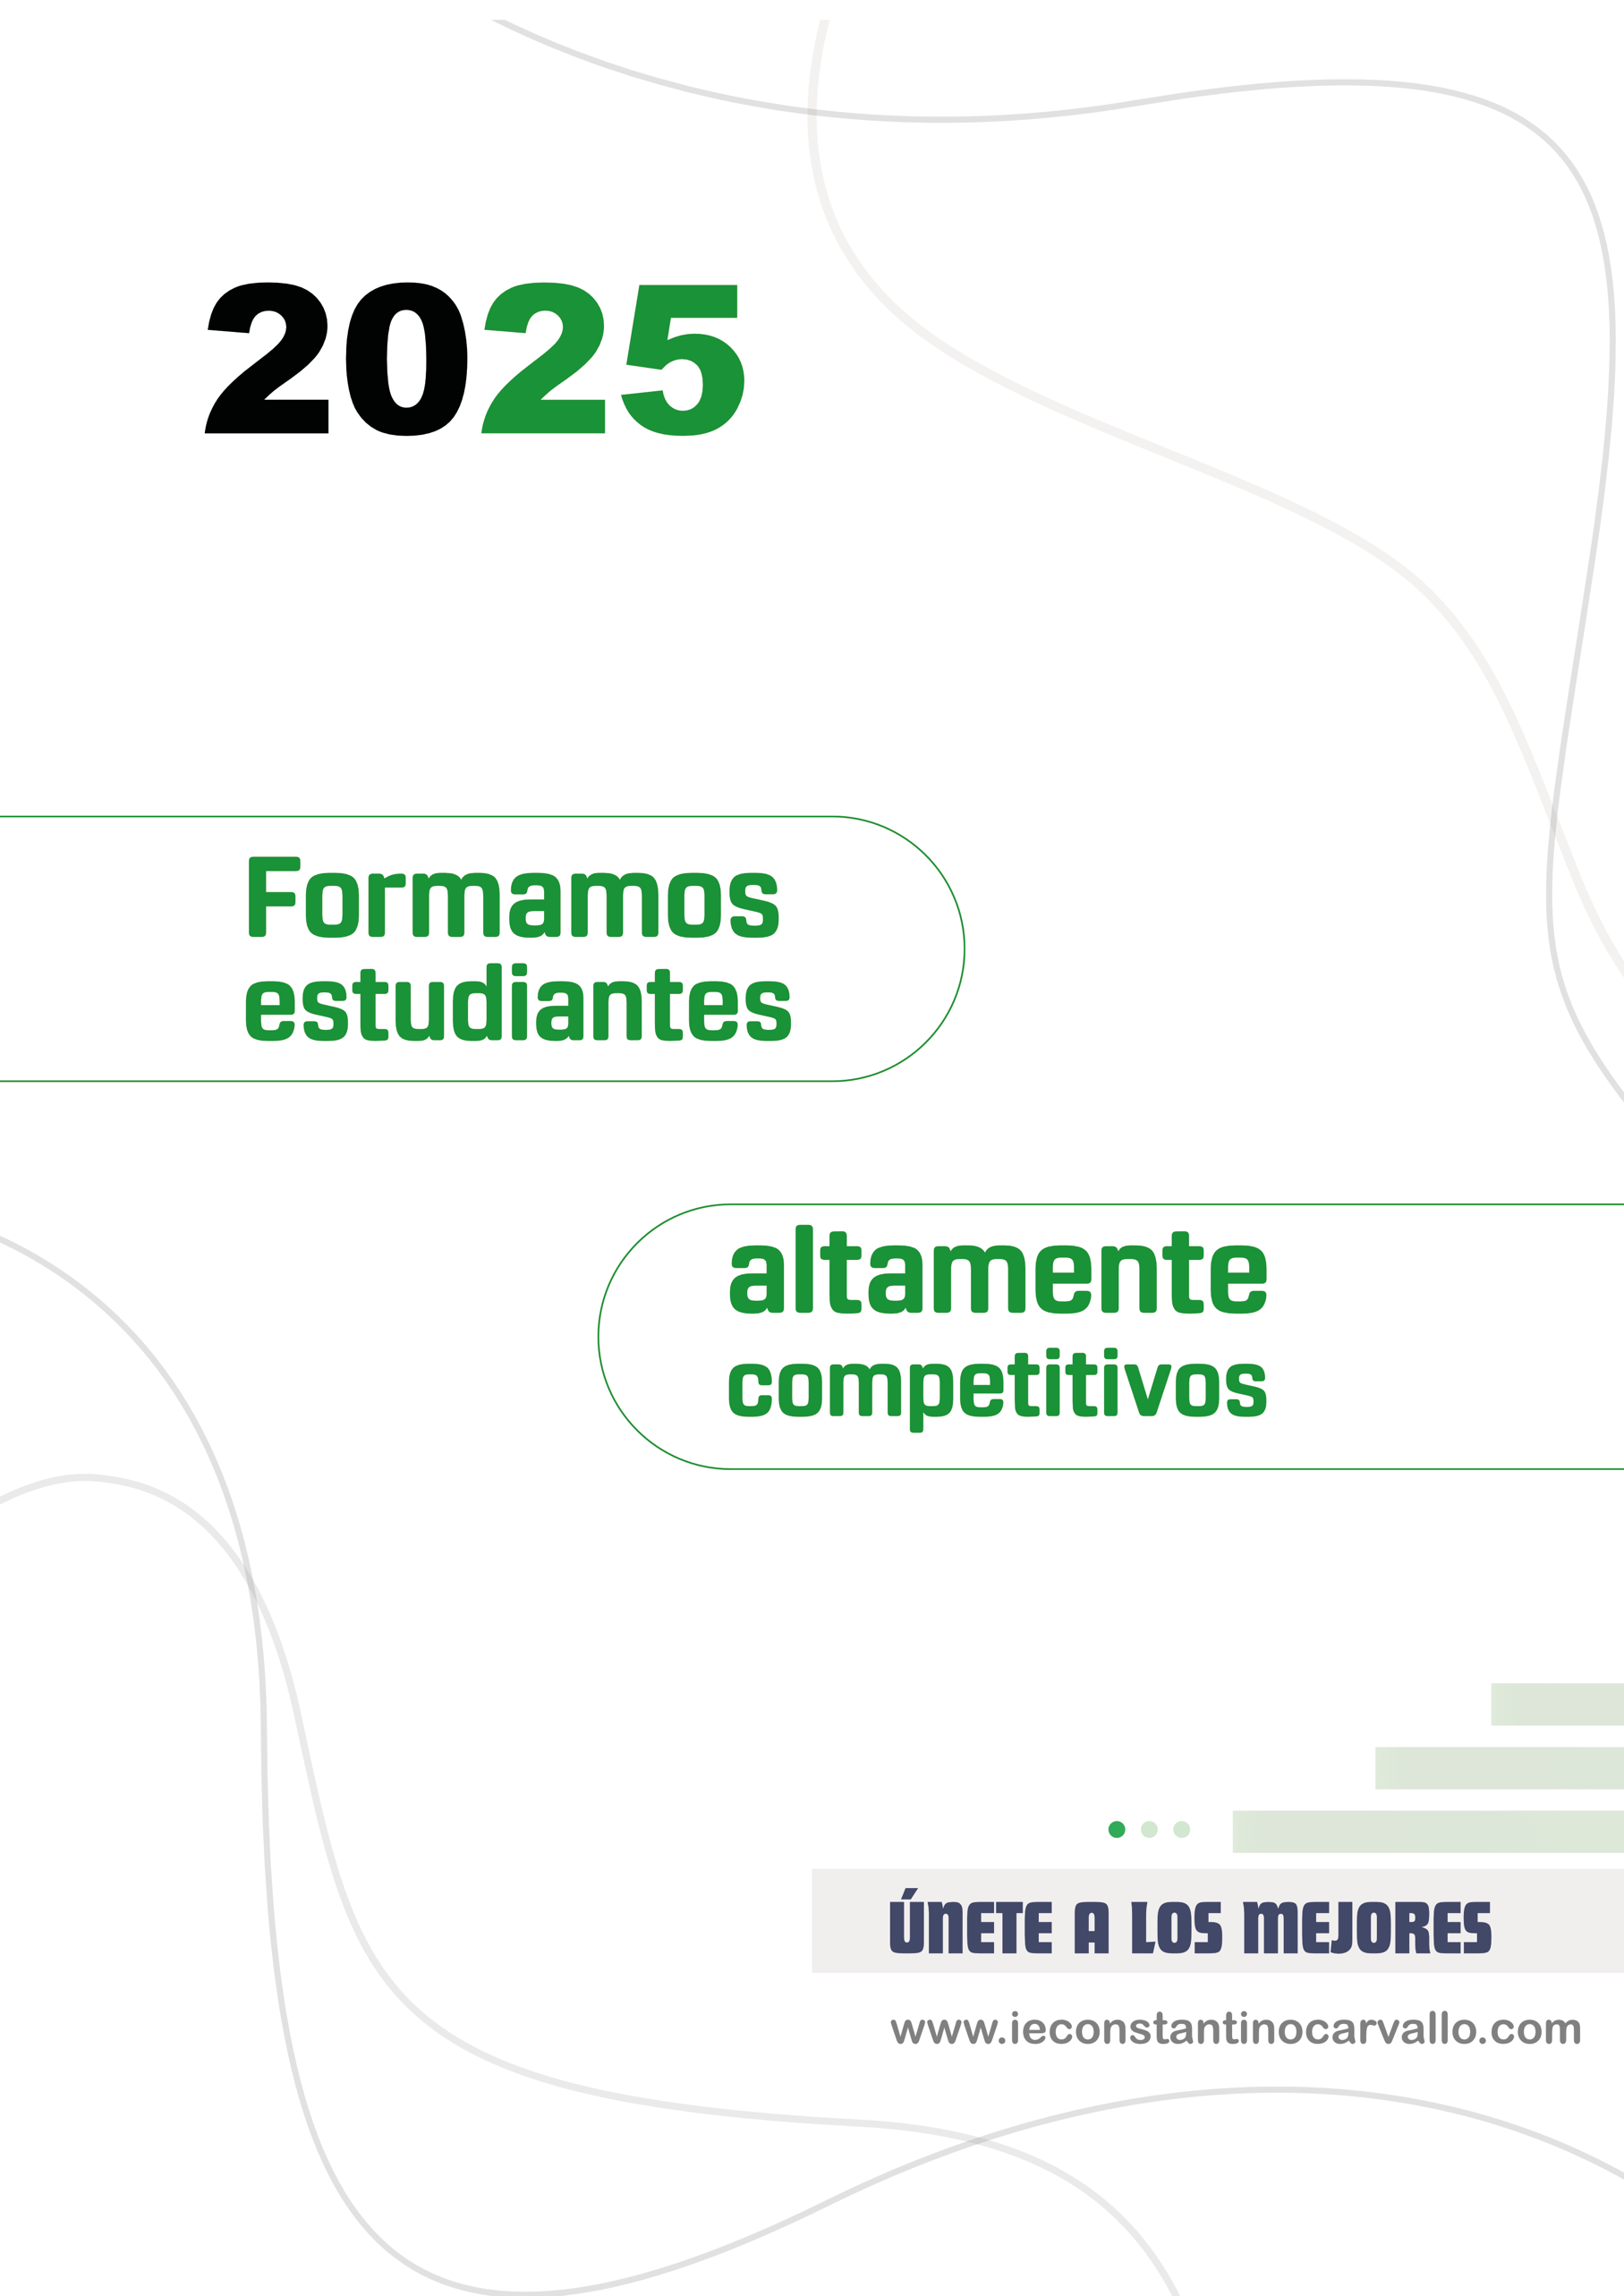 2025
Formamos
estudiantes
altamente
competitivos
ÚNETE A LOS MEJORES
www.ieconstantinocarvallo.com